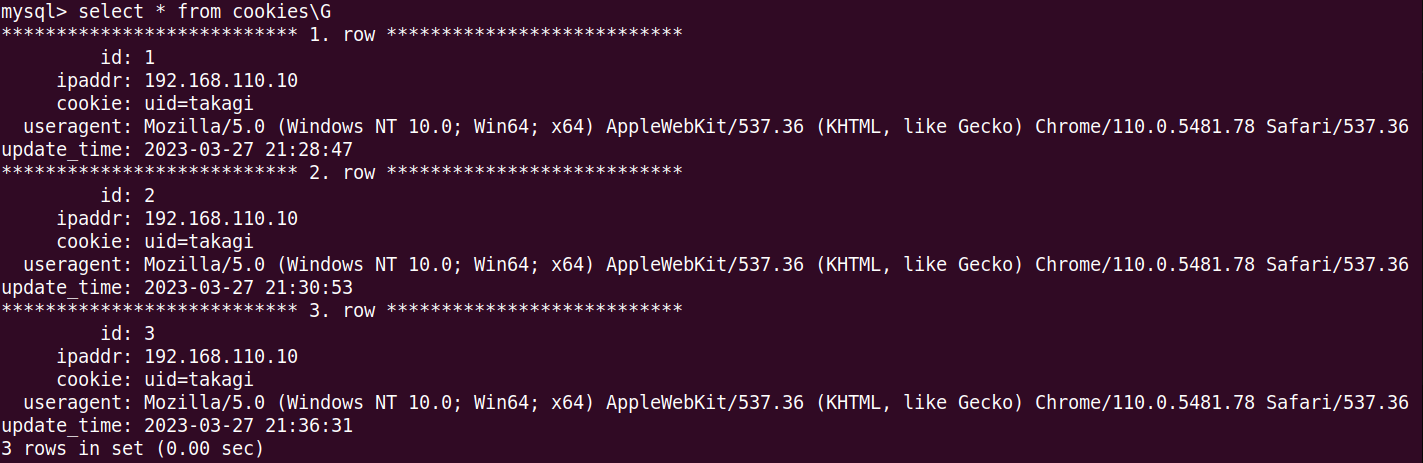 mysql> select * from cookies\G
*************************** 1. row ***************************
         id: 1
     ipaddr: 192.168.110.10
     cookie: uid=takagi
  useragent: Mozilla/5.0 (Windows NT 10.0; Win64; x64) AppleWebKit/537.36 (KHTML, like Gecko) Chrome/110.0.5481.78 Safari/537.36
update_time: 2023-03-27 21:28:47
*************************** 2. row ***************************
         id: 2
     ipaddr: 192.168.110.10
     cookie: uid=takagi
  useragent: Mozilla/5.0 (Windows NT 10.0; Win64; x64) AppleWebKit/537.36 (KHTML, like Gecko) Chrome/110.0.5481.78 Safari/537.36
update_time: 2023-03-27 21:30:53
*************************** 3. row ***************************
         id: 3
     ipaddr: 192.168.110.10
     cookie: uid=takagi
  useragent: Mozilla/5.0 (Windows NT 10.0; Win64; x64) AppleWebKit/537.36 (KHTML, like Gecko) Chrome/110.0.5481.78 Safari/537.36
update_time: 2023-03-27 21:36:31
3 rows in set (0.00 sec)